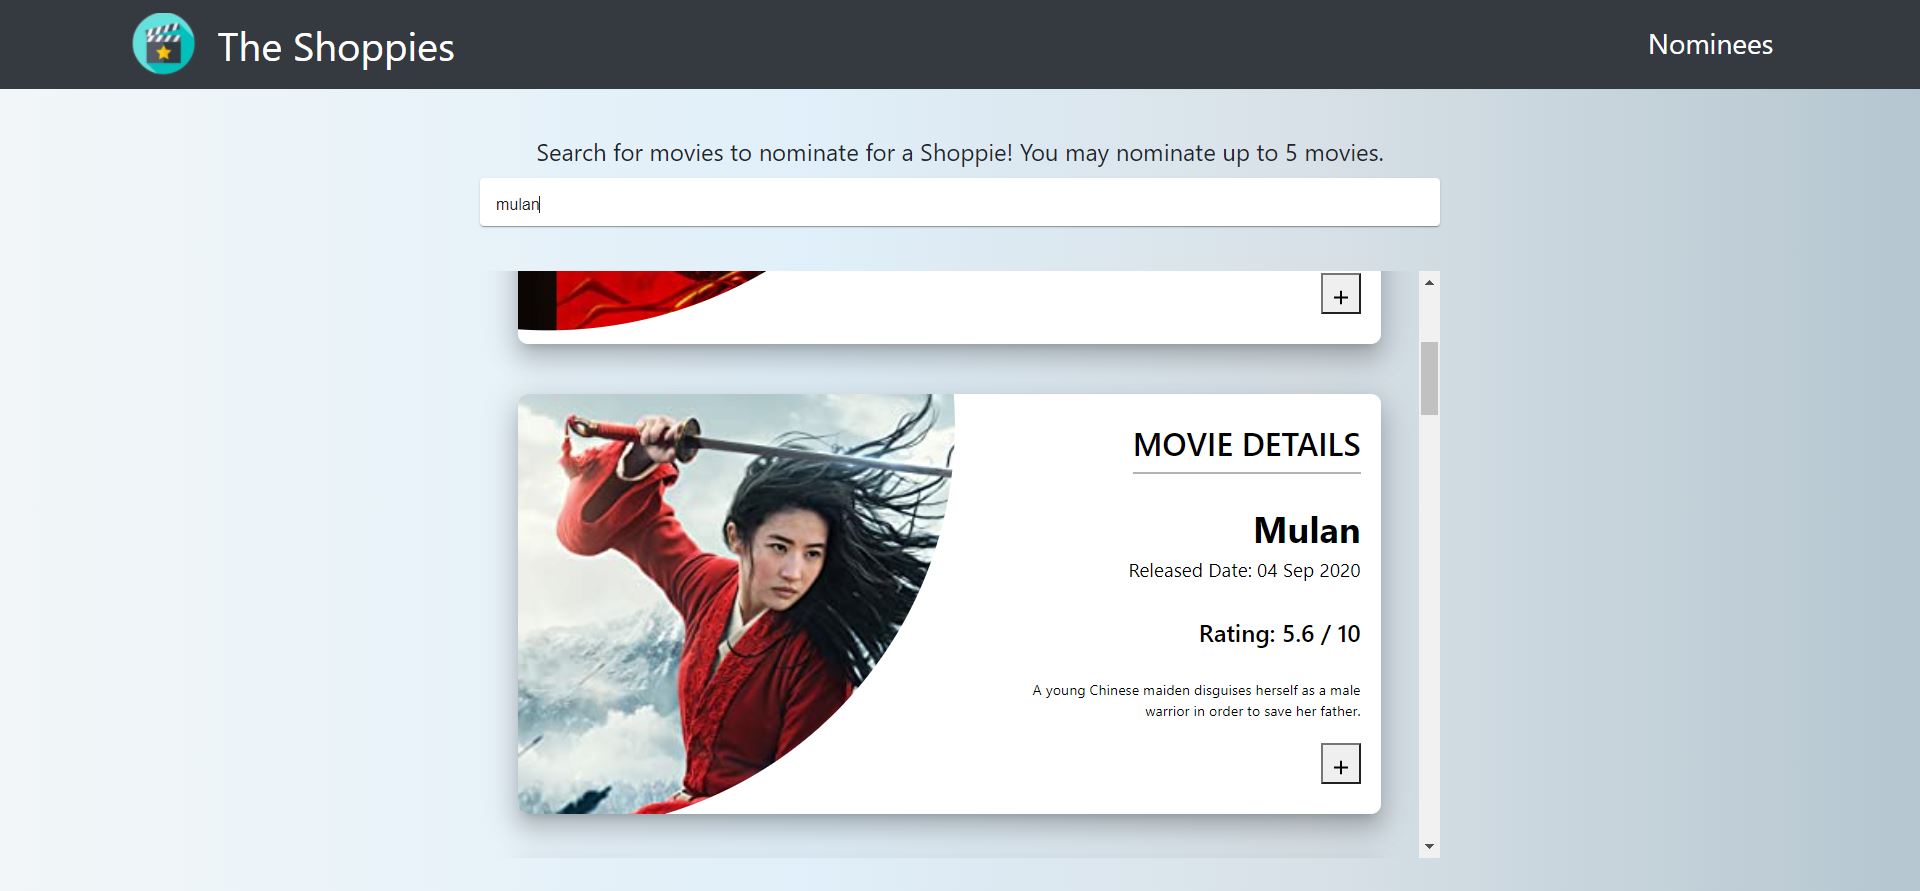 The Shoppies
Nominees
Search for movies to nominate for a Shoppie! You may nominate up to 5 movies.
mulan
+
MOVIE DETAILS
Mulan
Released Date: 04 Sep 2020
Rating: 5.6 / 10
A young Chinese maiden disguises herself as a male
warrior in order to save her father.
+